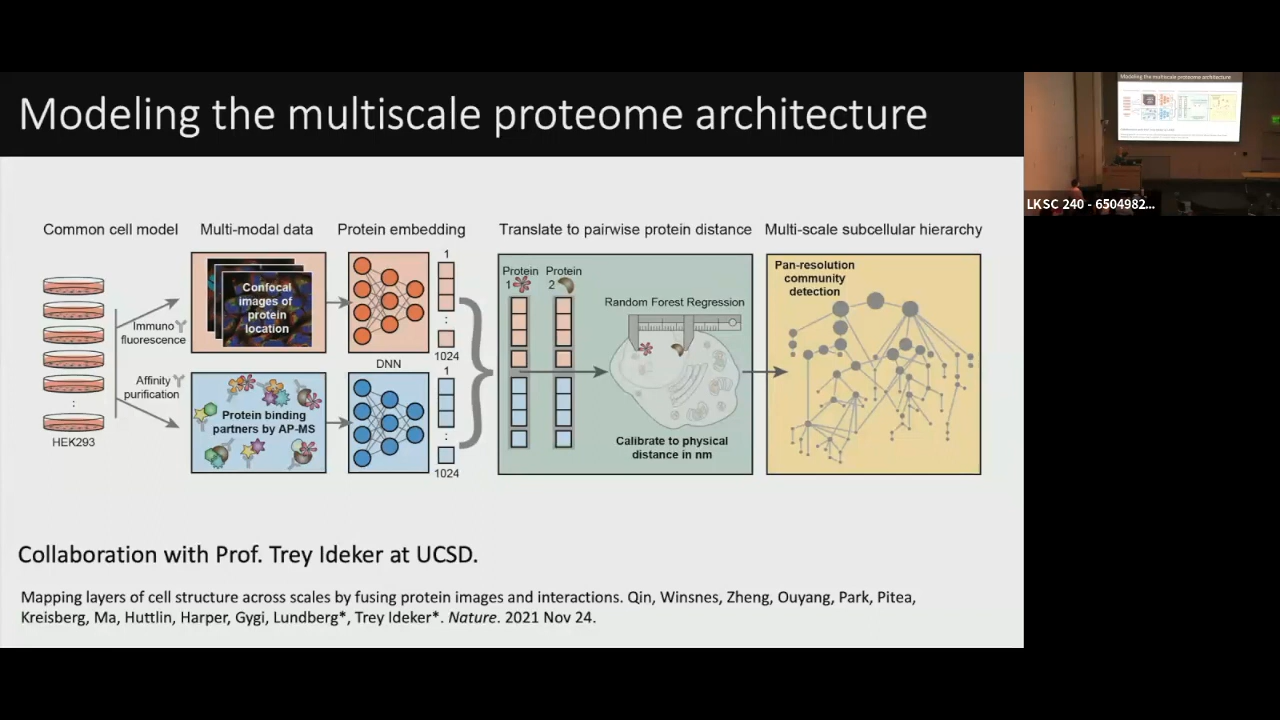 Modeling the multiscale proteome architecture
Common cell model
Multi-modal data
Protein embedding
Translate to pairwise protein distance
Multi-scale subcellular hierarchy
HEK293
Immuno
fluorescence
Affinity
purification
Confocal
images of
protein
location
Protein binding
partners by AP-MS
1
:
1024
DNN
1
:
1024
Protein
1
Protein
2
Random Forest Regression
Calibrate to physical
distance in nm
Pan-resolution
community
detection
Collaboration with Prof. Trey Ideker at UCSD.
Mapping layers of cell structure across scales by fusing protein images and interactions. Qin, Winsnes, Zheng, Ouyang, Park, Pitea,
Kreisberg, Ma, Huttlin, Harper, Gygi, Lundberg*, Trey Ideker*. Nature. 2021 Nov 24.
Modeling the multiscale proteome architecture
LKSC 240 - 6504982...